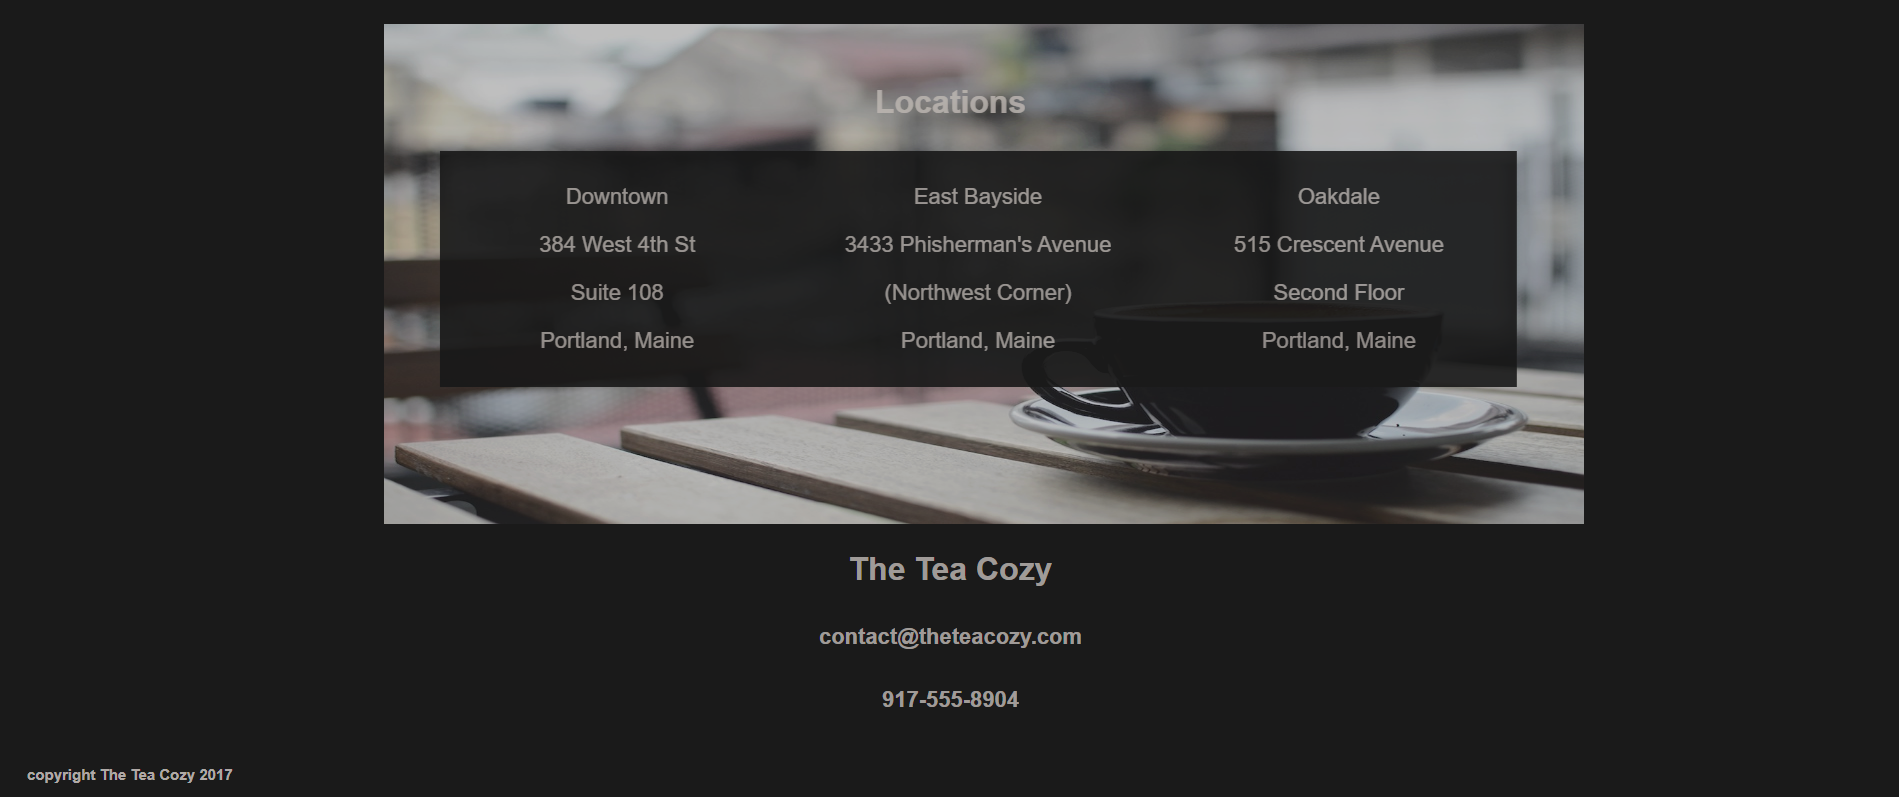 Locations
Downtown
384 West 4th St
Suite 108
Portland, Maine
East Bayside
3433 Phisherman's Avenue
(Northwest Corner)
Portland, Maine
Oakdale
515 Crescent Avenue
Second Floor
Portland, Maine
The Tea Cozy
contact@theteacozy.com
917-555-8904
copyright The Tea Cozy 2017